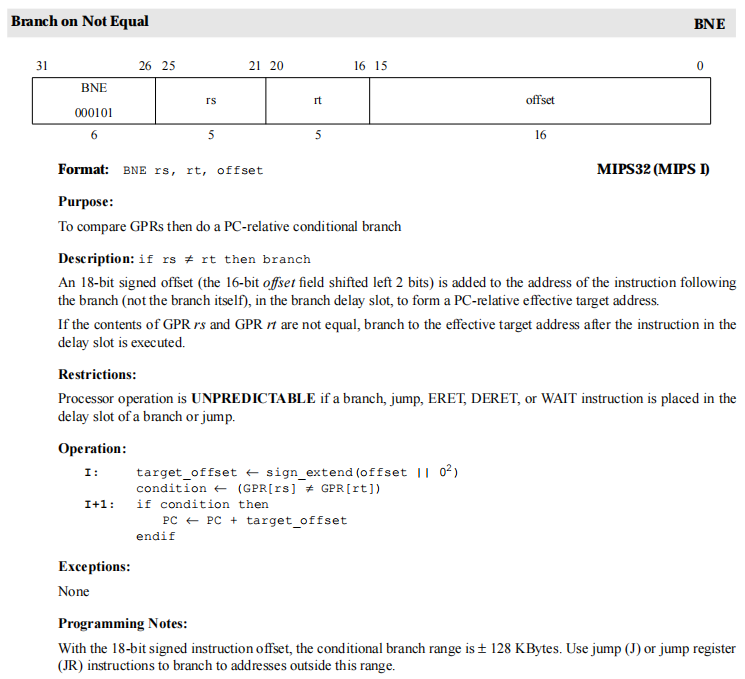 Branch on Not Equal BNE
31 26 25 21 20 16 15 0
BNE
000101 rs rt offset
6 5 5 16
Format: BNE rs, rt, offset MIPS32 (MIPS I)
Purpose:
To compare GPRs then do a PC-relative conditional branch
Description: if rs ≠ rt then branch
An 18-bit signed offset (the 16-bit offset field shifted left 2 bits) is added to the address of the instruction following
the branch (not the branch itself), in the branch delay slot, to form a PC-relative effective target address.
If the contents of GPR rs and GPR rt are not equal, branch to the effective target address after the instruction in the
delay slot is executed.
Restrictions:
Processor operation is UNPREDICTABLE if a branch, jump, ERET, DERET, or WAIT instruction is placed in the
delay slot of a branch or jump.
Operation:
I: target_offset ← sign_extend(offset || 0²)
condition ← (GPR[rs] ≠ GPR[rt])
I+1: if condition then
PC ← PC + target_offset
endif
Exceptions:
None
Programming Notes:
With the 18-bit signed instruction offset, the conditional branch range is ± 128 KBytes. Use jump (J) or jump register
(JR) instructions to branch to addresses outside this range.